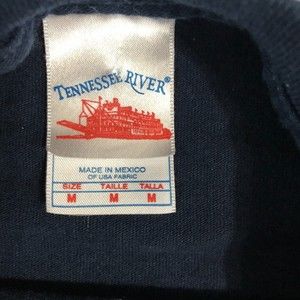 TENNESSEE RIVER®
MADE IN MEXICO
OF USA FABRIC
SIZE TAILLE TALLA
M M M